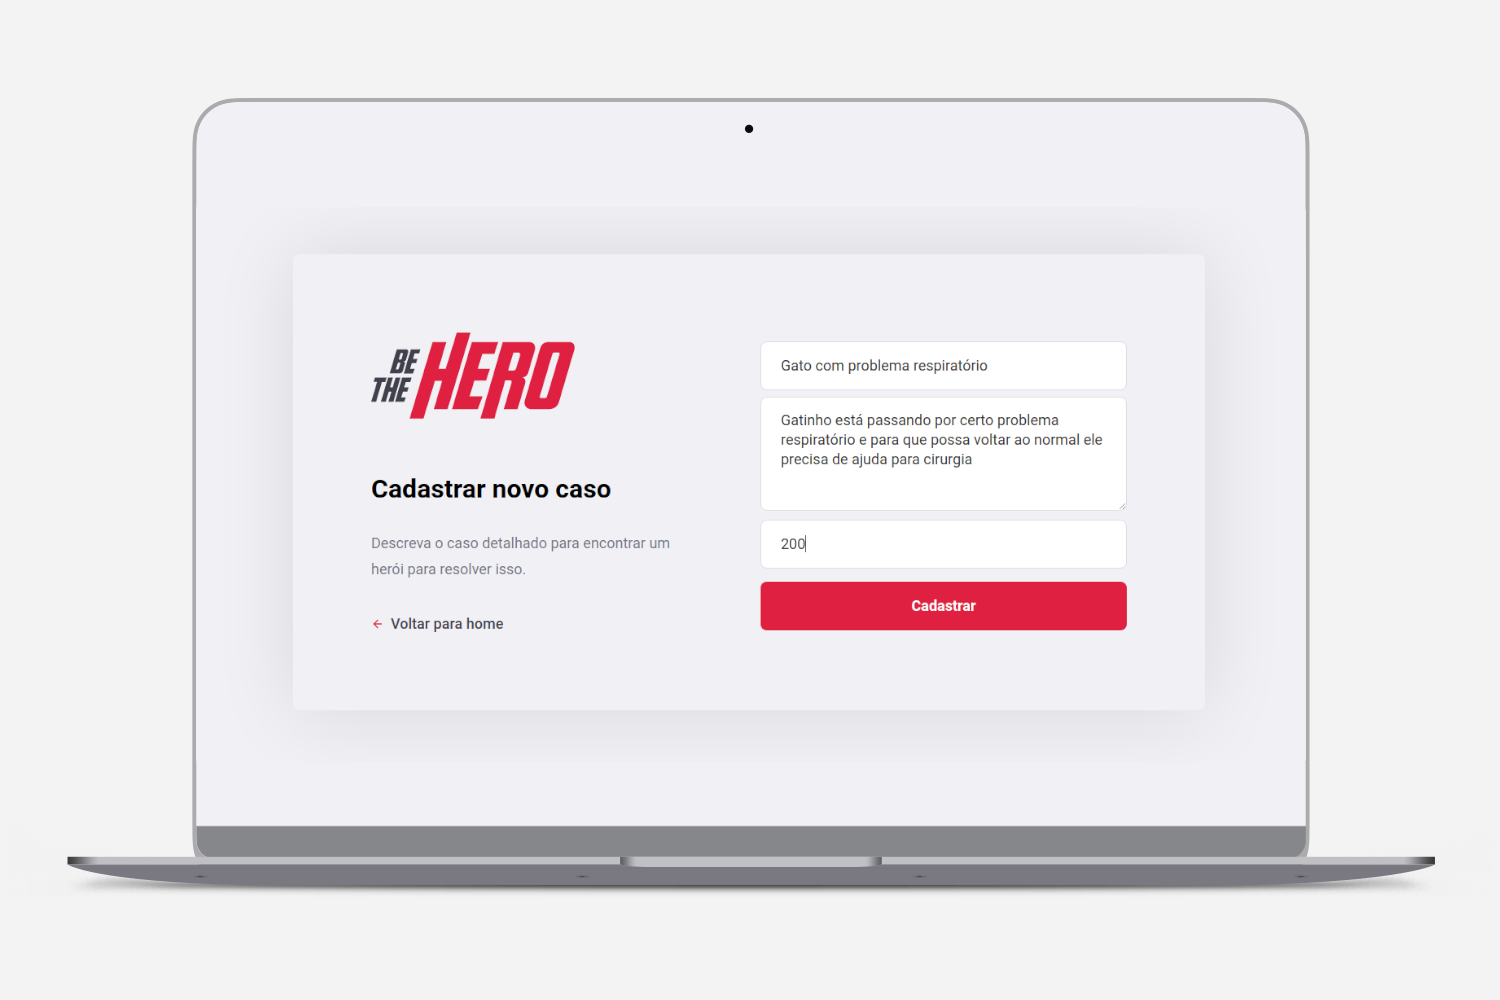 BE
THE HERO
Cadastrar novo caso
Descreva o caso detalhado para encontrar um
herói para resolver isso.
Voltar para home
Gato com problema respiratório
Gatinho está passando por certo problema
respiratório e para que possa voltar ao normal ele
precisa de ajuda para cirurgia
200
Cadastrar